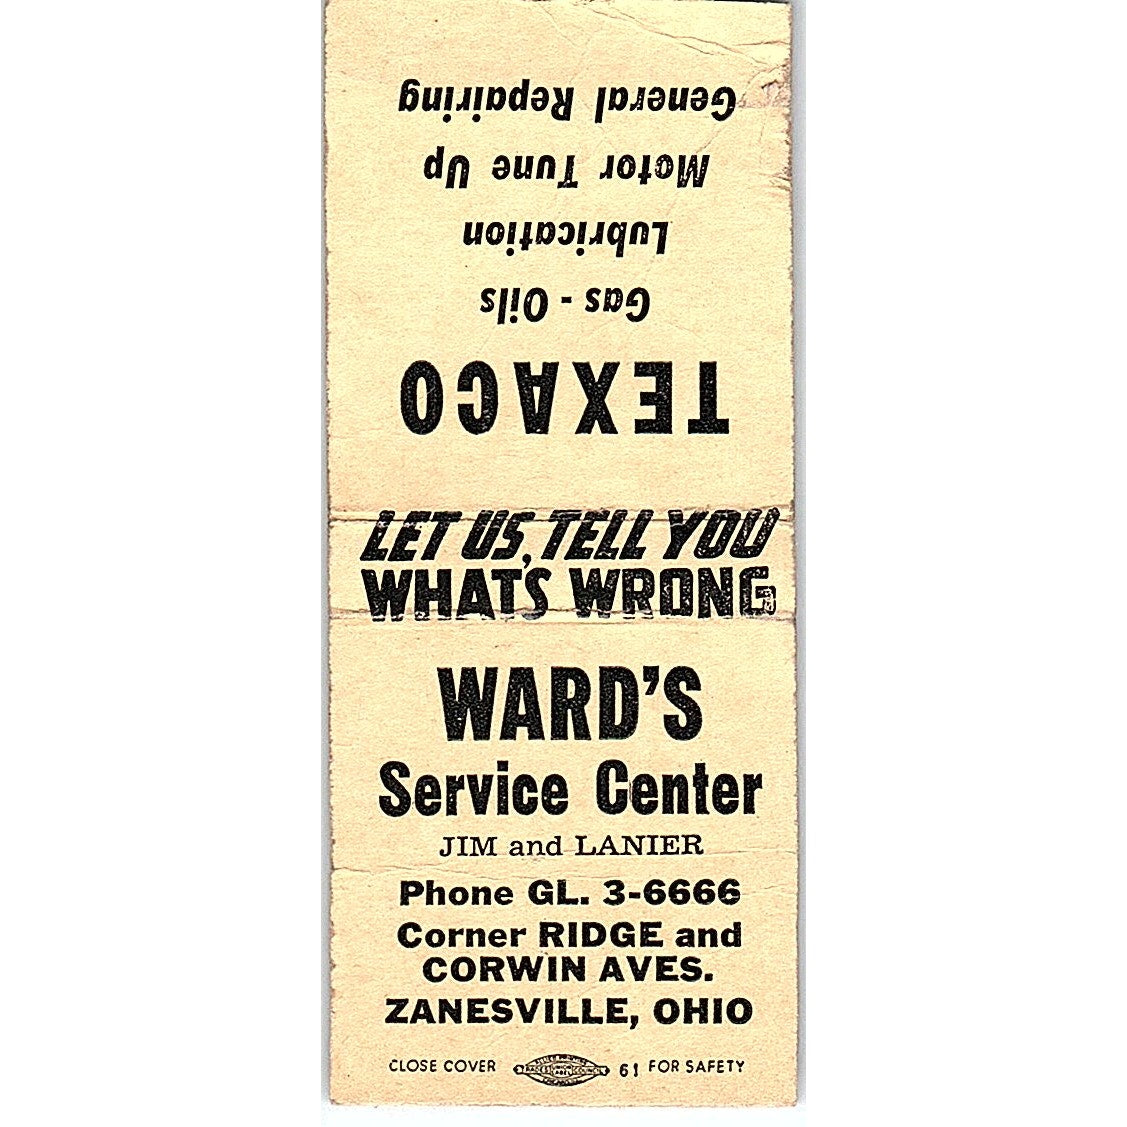 General Repairing
Motor Tune Up
Lubrication
Gas - Oils
TEXACO
LET US, TELL YOU
WHAT'S WRONG
WARD'S
Service Center
JIM and LANIER
Phone GL. 3-6666
Corner RIDGE and
CORWIN AVES.
ZANESVILLE, OHIO
CLOSE COVER 61 FOR SAFETY